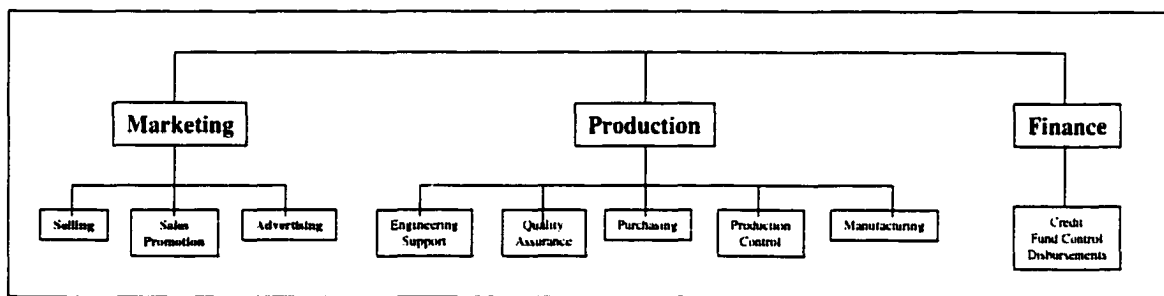 Marketing
Production
Finance
Selling
Sales
Promotion
Advertising
Engineering
Support
Quality
Assurance
Purchasing
Production
Control
Manufacturing
Credit
Fund Control
Disbursements